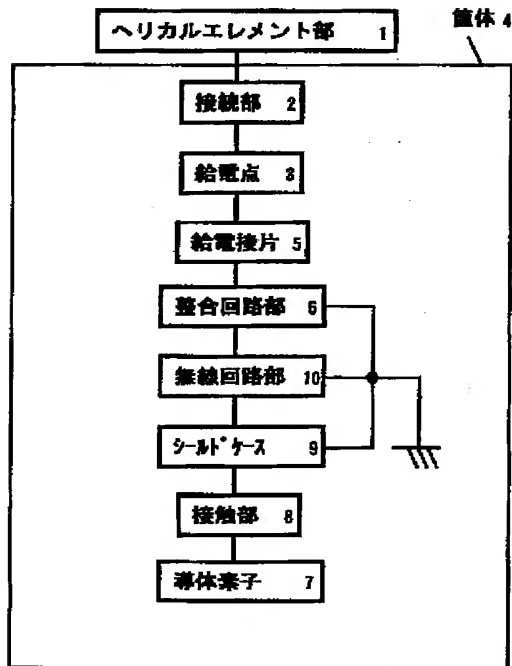 ヘリカルエレメント部 1
筐体 4
接続部 2
給電点 3
給電接片 5
整合回路部 6
無線回路部 10
シールドケース 9
接触部 8
導体素子 7